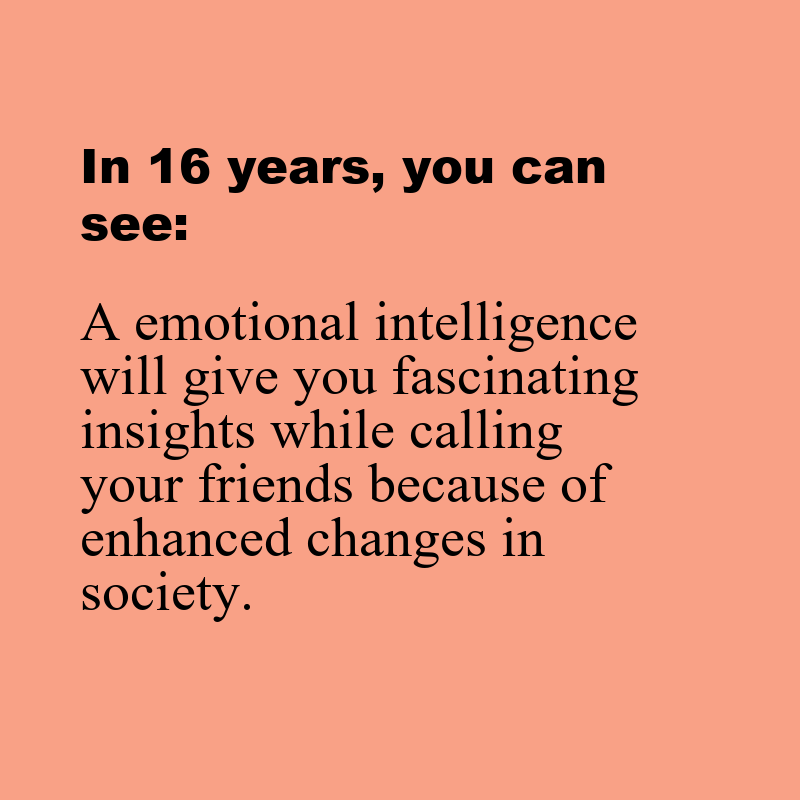 In 16 years, you can
see:
A emotional intelligence
will give you fascinating
insights while calling
your friends because of
enhanced changes in
society.